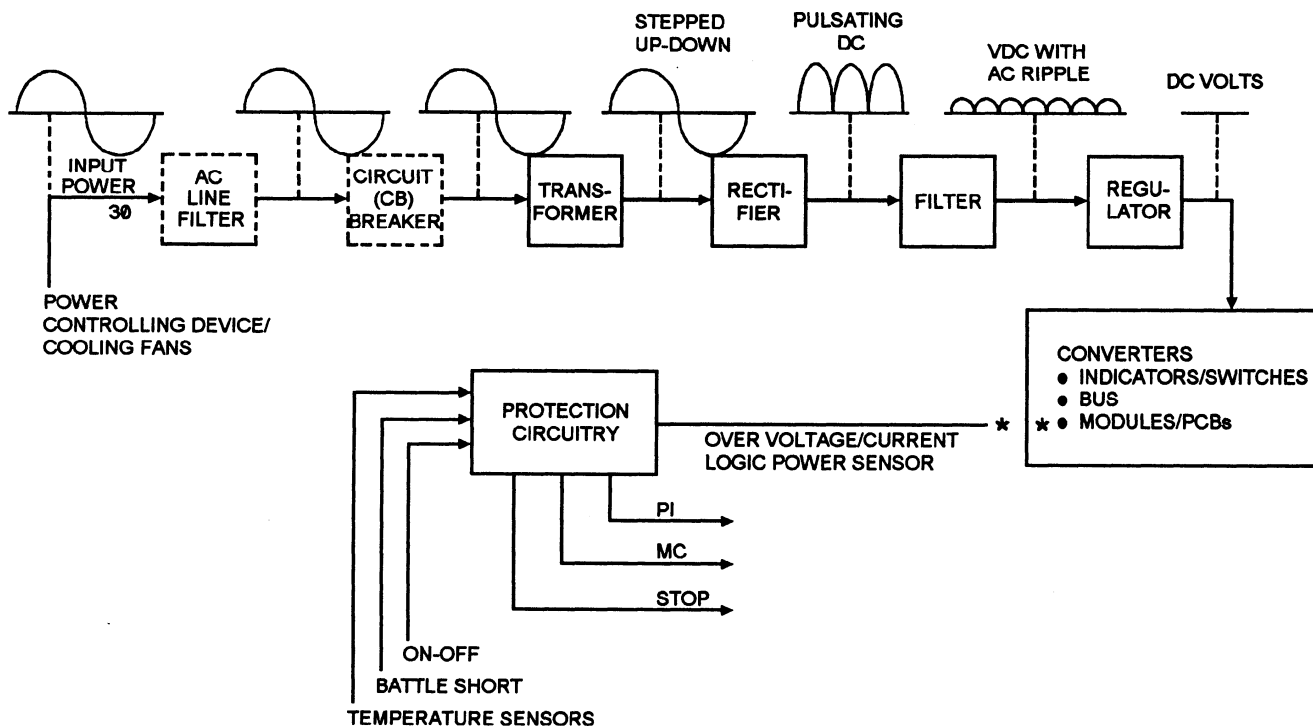 STEPPED
UP-DOWN
PULSATING
DC
VDC WITH
AC RIPPLE
DC VOLTS
INPUT
POWER
30
AC
LINE
FILTER
CIRCUIT
(CB)
BREAKER
TRANS-
FORMER
RECTI-
FIER
FILTER
REGU-
LATOR
POWER
CONTROLLING DEVICE/
COOLING FANS
CONVERTERS
● INDICATORS/SWITCHES
● BUS
* ● MODULES/PCBs
PROTECTION
CIRCUITRY
OVER VOLTAGE/CURRENT *
LOGIC POWER SENSOR
PI
MC
STOP
ON-OFF
BATTLE SHORT
TEMPERATURE SENSORS